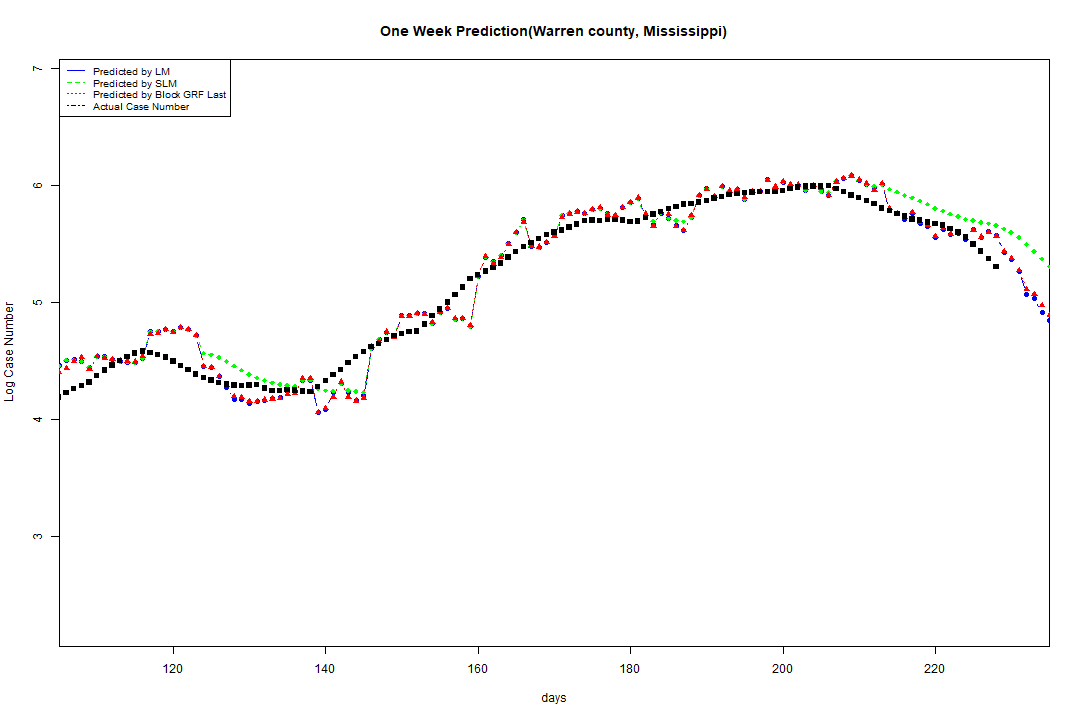 One Week Prediction(Warren county, Mississippi)
Predicted by LM
Predicted by SLM
Predicted by Block GRF Last
Actual Case Number
7
6
5
4
3
Log Case Number
120 140 160 180 200 220
days